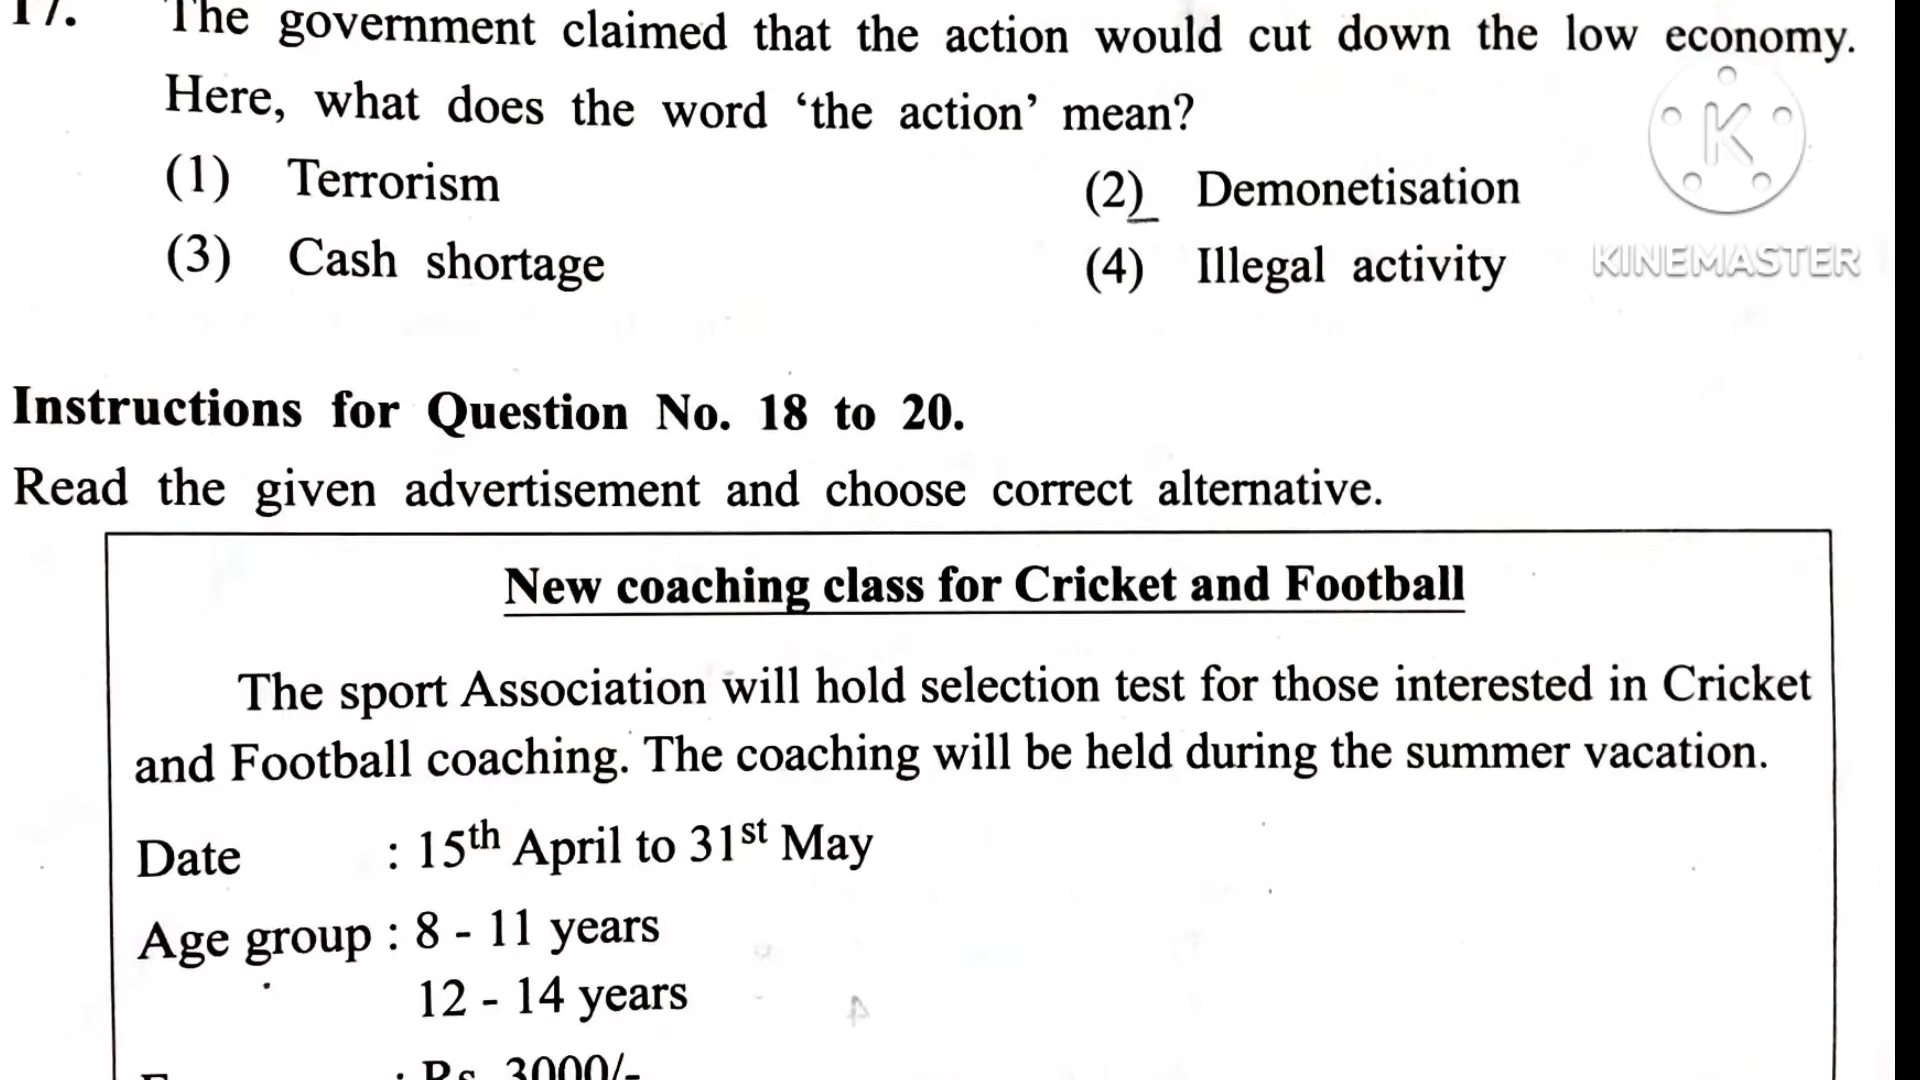 17. The government claimed that the action would cut down the low economy.
Here, what does the word ‘the action’ mean?
(1) Terrorism (2) Demonetisation
(3) Cash shortage (4) Illegal activity
K
KINEMASTER
Instructions for Question No. 18 to 20.
Read the given advertisement and choose correct alternative.
New coaching class for Cricket and Football
The sport Association will hold selection test for those interested in Cricket
and Football coaching. The coaching will be held during the summer vacation.
Date : 15th April to 31st May
Age group : 8 - 11 years
12 - 14 years
: Rs. 3000/-